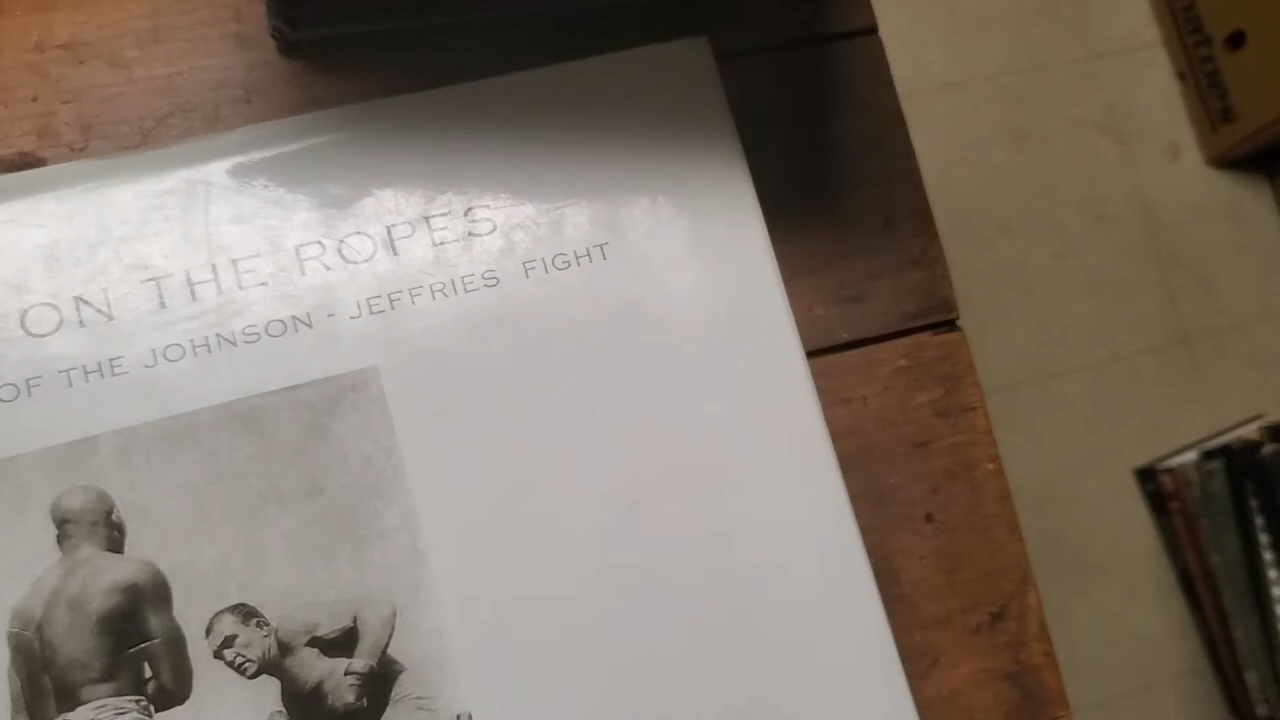 ON THE ROPES
OF THE JOHNSON - JEFFRIES FIGHT